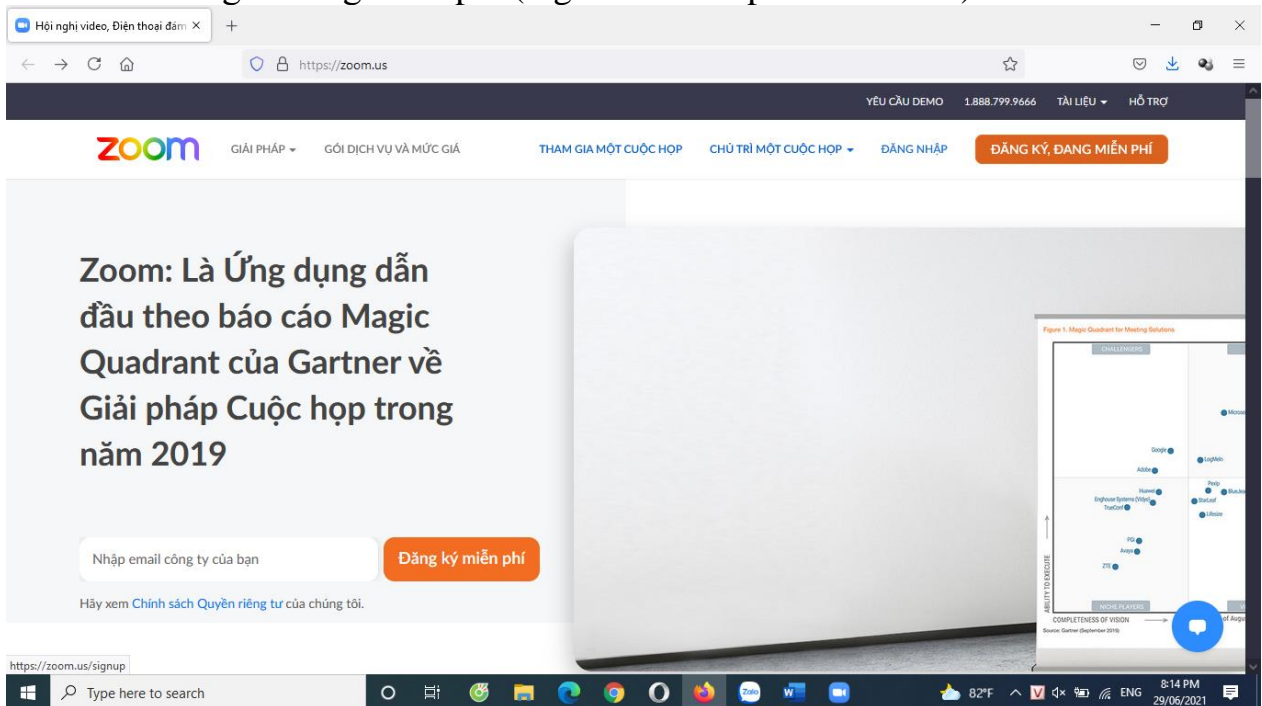 Hội nghị video, Điện thoại đám
https://zoom.us
YÊU CẦU DEMO 1.888.799.9666 TÀI LIỆU HỖ TRỢ
zoom GIẢI PHÁP GÓI DỊCH VỤ VÀ MỨC GIÁ THAM GIA MỘT CUỘC HỌP CHỦ TRÌ MỘT CUỘC HỌP ĐĂNG NHẬP ĐĂNG KÝ, ĐANG MIỄN PHÍ
Zoom: Là Ứng dụng dẫn
đầu theo báo cáo Magic
Quadrant của Gartner về
Giải pháp Cuộc họp trong
năm 2019
Nhập email công ty của bạn
Đăng ký miễn phí
Hãy xem Chính sách Quyền riêng tư của chúng tôi.
Figure 1. Magic Quadrant for Meeting Solutions
CHALLENGERS
Google
LogMeIn
Adobe
Pexip
Huawei
Enghouse Systems (Vidyo)
StarLeaf
TrueConf
Lifesize
PGi
Avaya
ZTE
ABILITY TO EXECUTE
NICHE PLAYERS
COMPLETENESS OF VISION
Source: Gartner (September 2019)
https://zoom.us/signup
Type here to search
Zalo
82°F
ENG
8:14 PM
29/06/2021